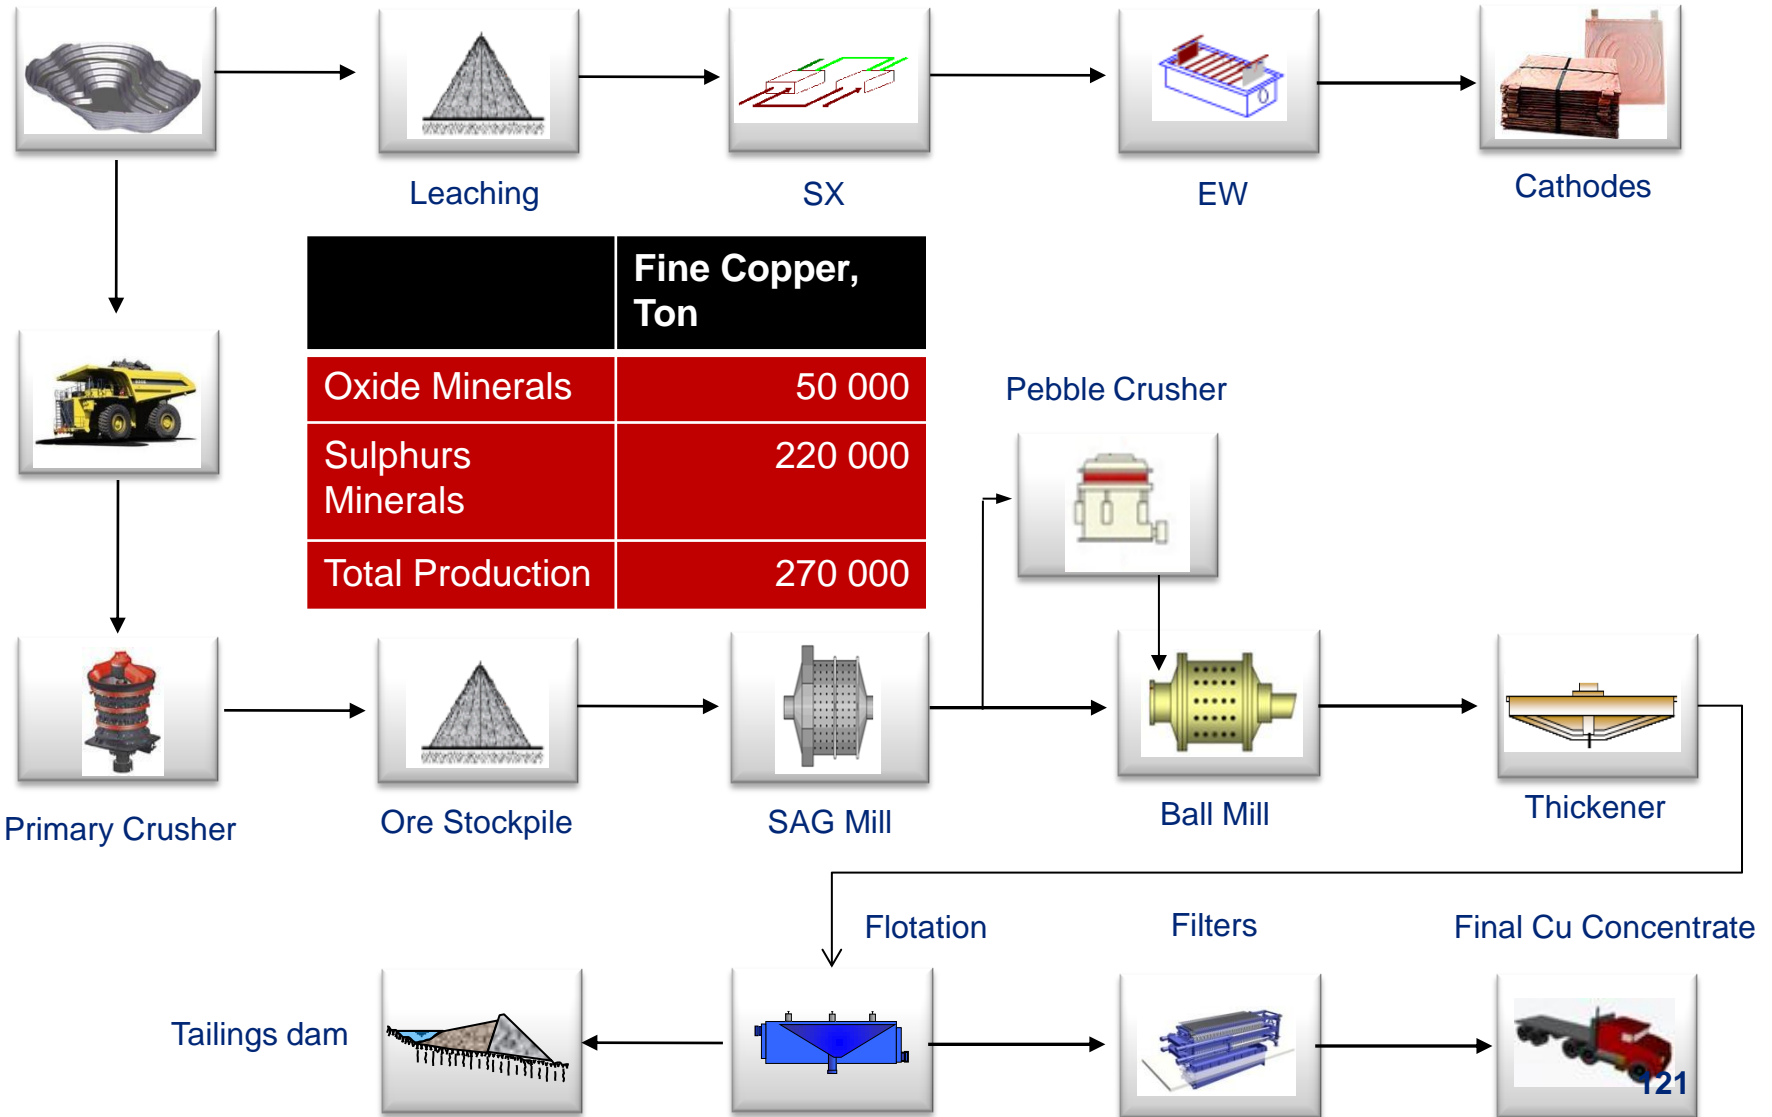 Leaching
SX
EW
Cathodes
Fine Copper,
Ton
Oxide Minerals 50 000
Sulphurs
Minerals 220 000
Total Production 270 000
Pebble Crusher
Primary Crusher
Ore Stockpile
SAG Mill
Ball Mill
Thickener
Flotation
Filters
Final Cu Concentrate
Tailings dam
121